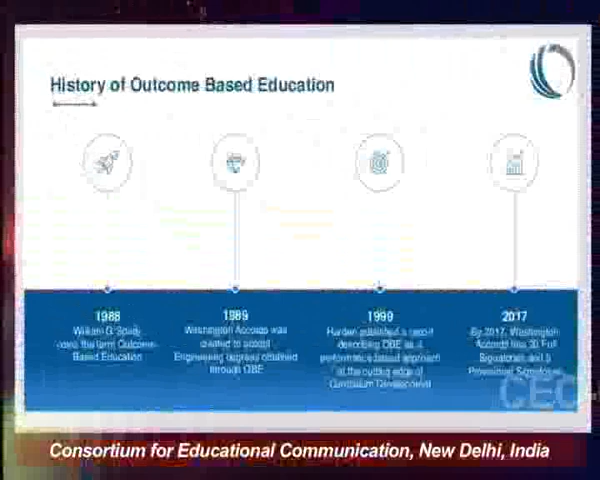 History of Outcome Based Education
1988
William G. Spady
coins the term Outcome-
Based Education
1989
Washington Accords was
created to accept
Engineering degrees obtained
through OBE
1999
Harden published a report
describing OBE as a
performance-based approach
at the cutting edge of
Curriculum Development
2017
By 2017, Washington
Accords has 20 Full
Signatories and 5
Provisional Signatories
CEC
Consortium for Educational Communication, New Delhi, India